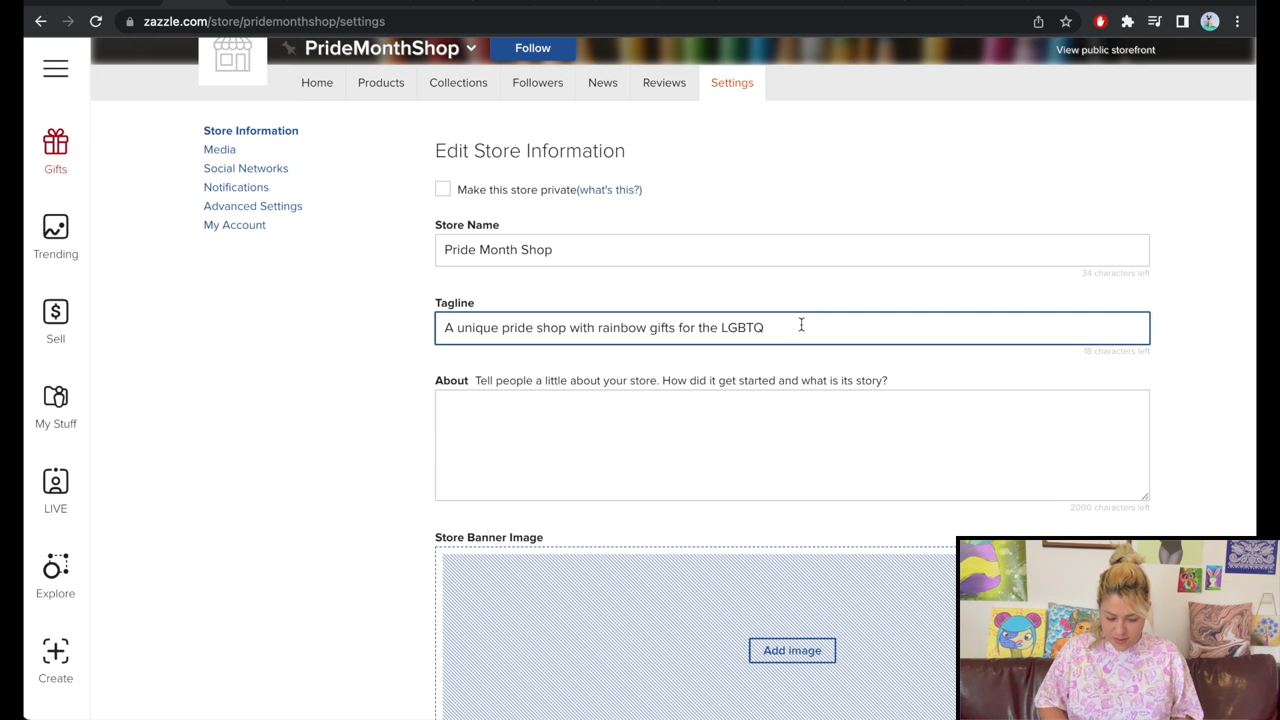 zazzle.com/store/pridemonthshop/settings
PrideMonthShop
Follow
View public storefront
Home
Products
Collections
Followers
News
Reviews
Settings
Gifts
Trending
Sell
My Stuff
LIVE
Explore
Create
Store Information
Media
Social Networks
Notifications
Advanced Settings
My Account
Edit Store Information
Make this store private(what's this?)
Store Name
Pride Month Shop
34 characters left
Tagline
A unique pride shop with rainbow gifts for the LGBTQ
18 characters left
About Tell people a little about your store. How did it get started and what is its story?
2000 characters left
Store Banner Image
Add image